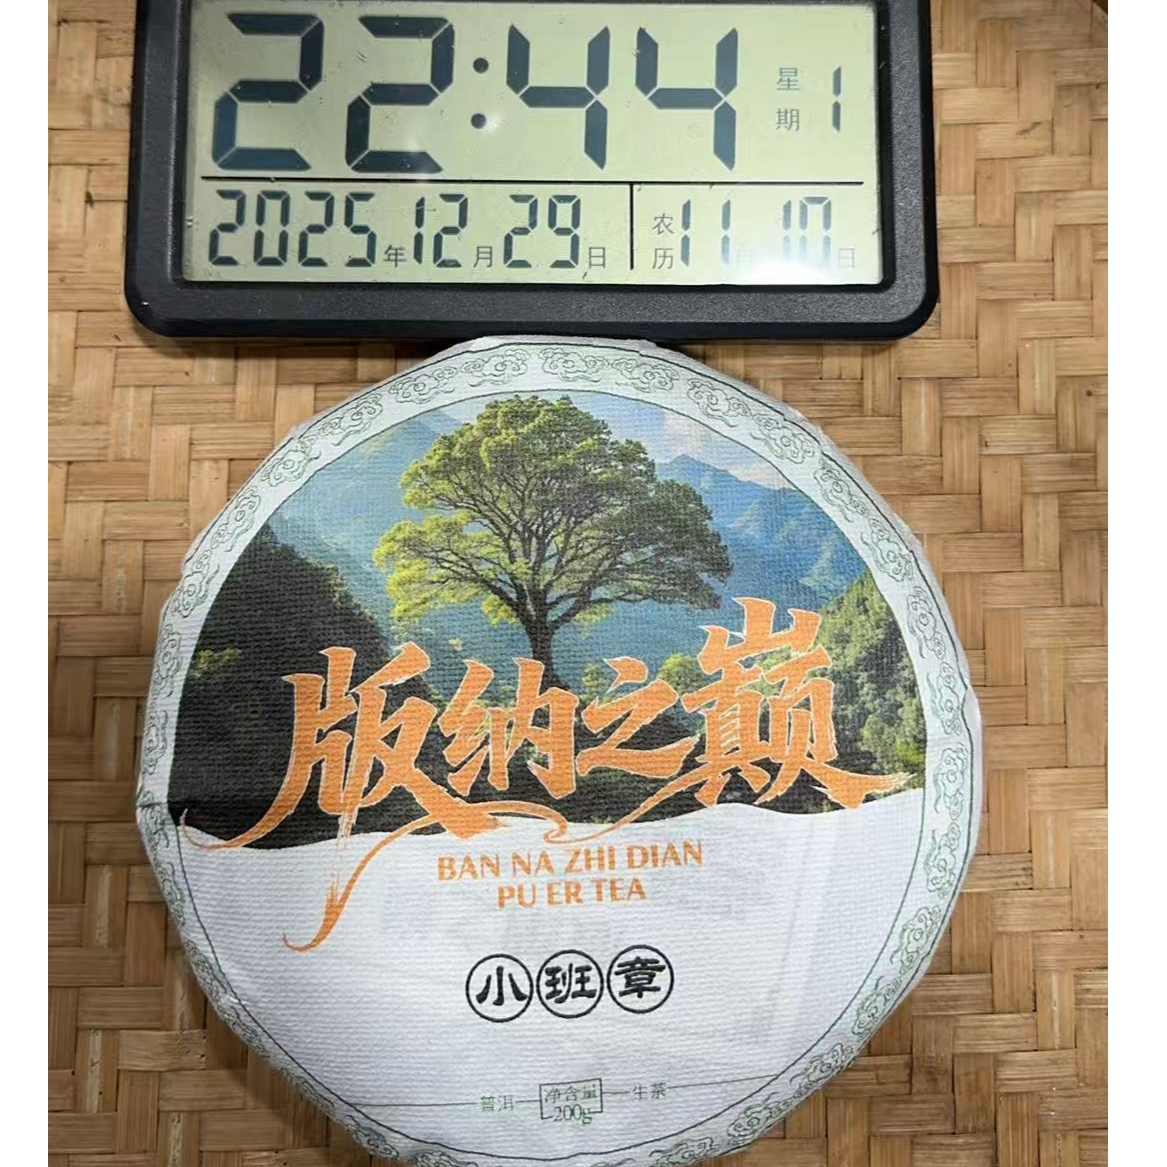 22:44 星期1
2025年12月29日 农历11月10日
版纳之巅
BAN NA ZHI DIAN
PU ER TEA
小班章
普洱 净含量 200g 生茶